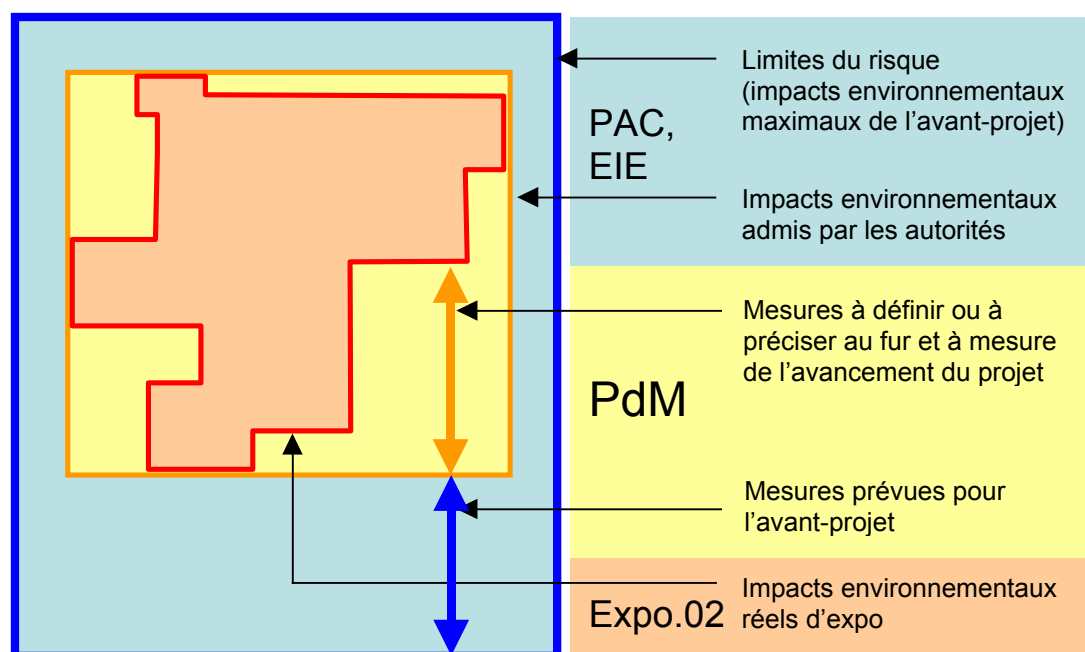 Limites du risque
(impacts environnementaux
maximaux de l'avant-projet)
PAC,
EIE
Impacts environnementaux
admis par les autorités
Mesures à définir ou à
préciser au fur et à mesure
de l'avancement du projet
PdM
Mesures prévues pour
l'avant-projet
Impacts environnementaux
réels d'expo
Expo.02